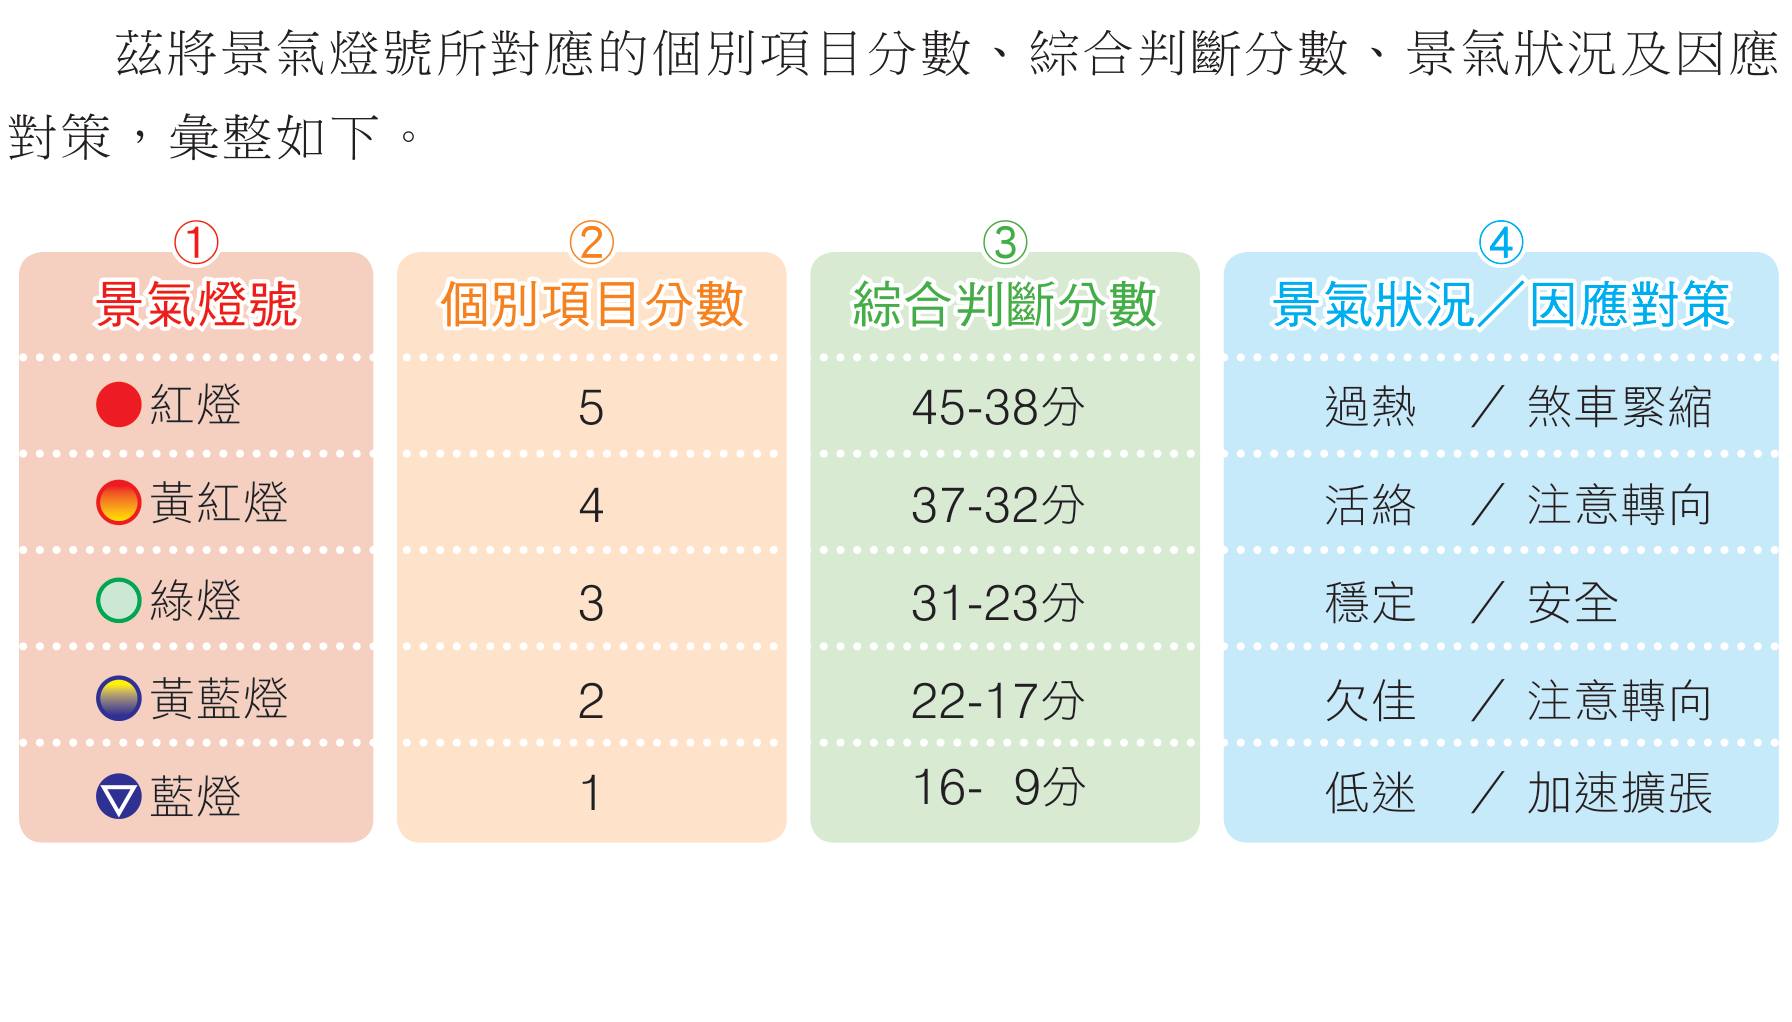 茲將景氣燈號所對應的個別項目分數、綜合判斷分數、景氣狀況及因應
對策，彙整如下。
① ② ③ ④
景氣燈號 個別項目分數 綜合判斷分數 景氣狀況／因應對策
紅燈 5 45-38分 過熱 ／ 煞車緊縮
黃紅燈 4 37-32分 活絡 ／ 注意轉向
綠燈 3 31-23分 穩定 ／ 安全
黃藍燈 2 22-17分 欠佳 ／ 注意轉向
藍燈 1 16- 9分 低迷 ／ 加速擴張